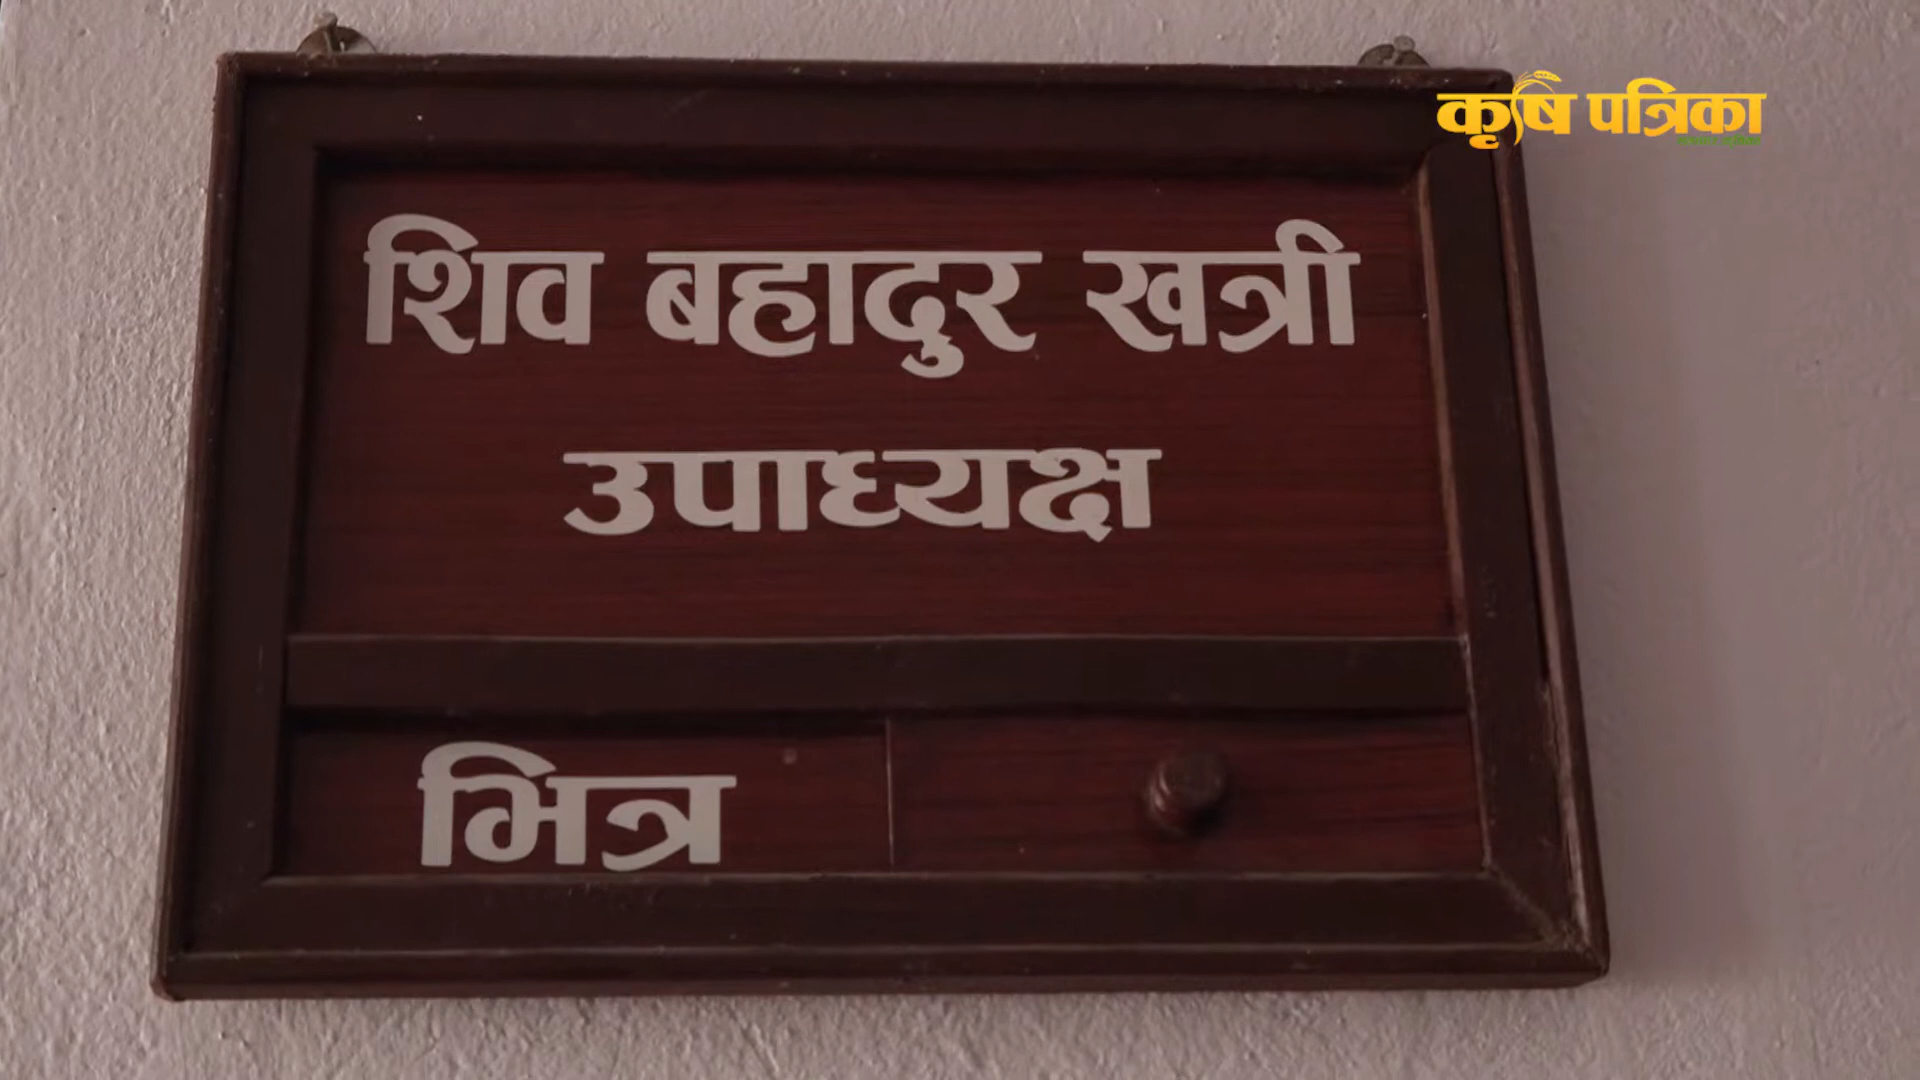 कृषि पत्रिका
शिव बहादुर खत्री
उपाध्यक्ष
भित्र